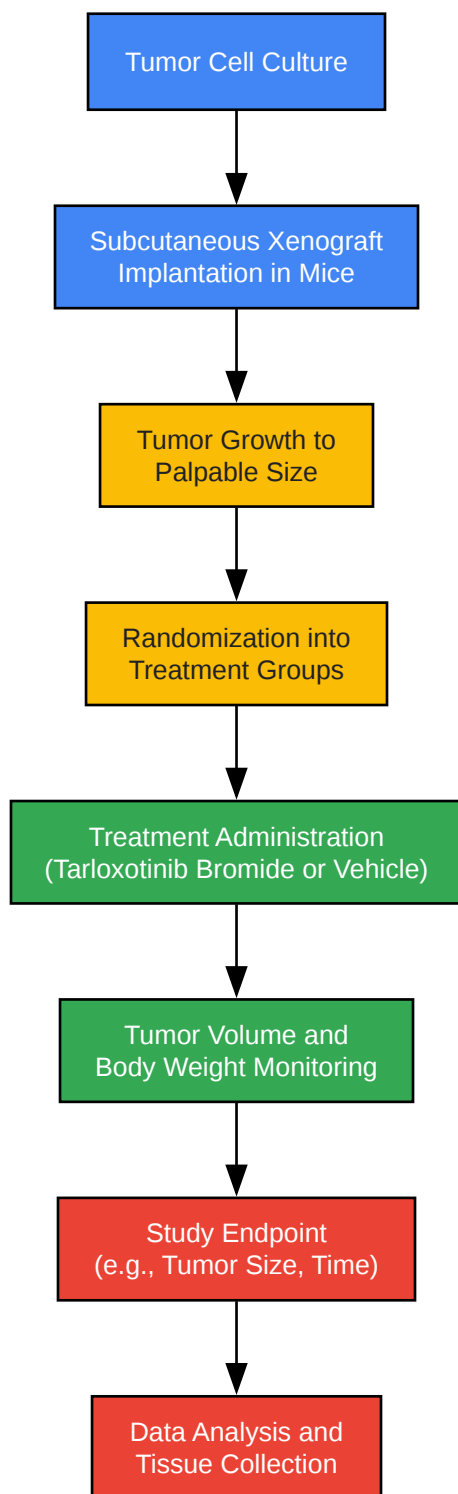 Tumor Cell Culture
Subcutaneous Xenograft
Implantation in Mice
Tumor Growth to
Palpable Size
Randomization into
Treatment Groups
Treatment Administration
(Tarloxotinib Bromide or Vehicle)
Tumor Volume and
Body Weight Monitoring
Study Endpoint
(e.g., Tumor Size, Time)
Data Analysis and
Tissue Collection